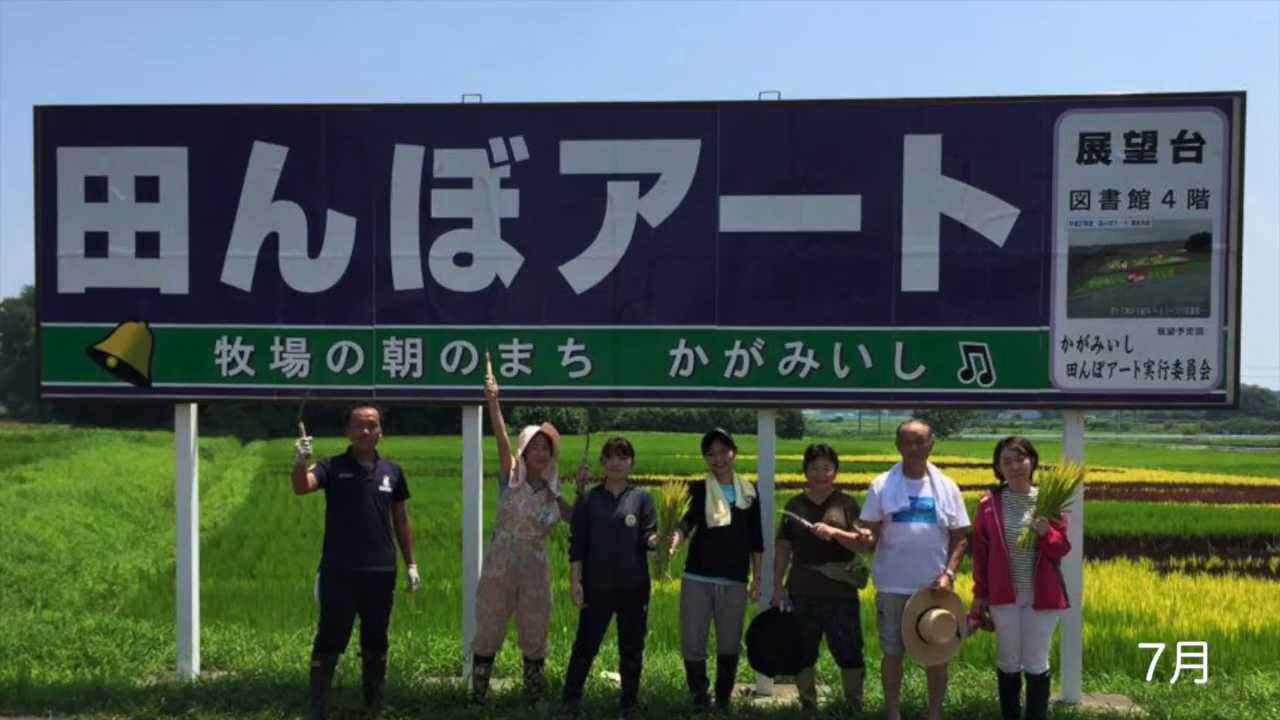 田んぼアート
牧場の朝のまち かがみいし
展望台
図書館4階
展望予定図
かがみいし
田んぼアート実行委員会
7月